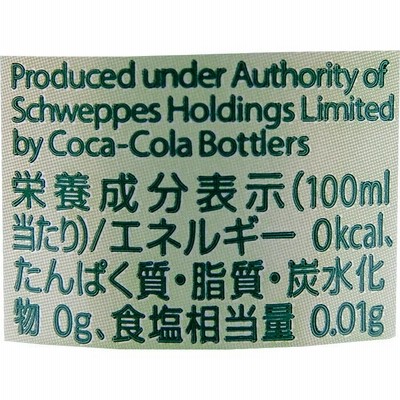 Produced under Authority of
Schweppes Holdings Limited
by Coca-Cola Bottlers
栄養成分表示(100ml
当たり)/エネルギー 0kcal、
たんぱく質・脂質・炭水化
物 0g、食塩相当量 0.01g